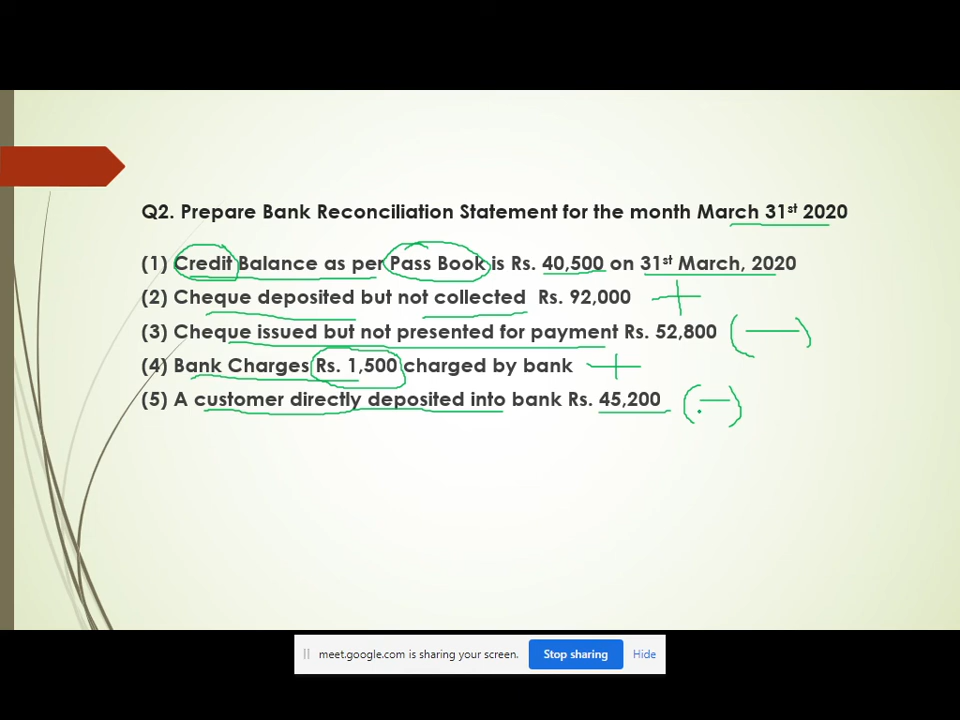 Q2. Prepare Bank Reconciliation Statement for the month March 31st 2020
(1) Credit Balance as per Pass Book is Rs. 40,500 on 31st March, 2020
(2) Cheque deposited but not collected Rs. 92,000 +
(3) Cheque issued but not presented for payment Rs. 52,800 (—)
(4) Bank Charges Rs. 1,500 charged by bank +
(5) A customer directly deposited into bank Rs. 45,200 (—)
meet.google.com is sharing your screen. Stop sharing Hide